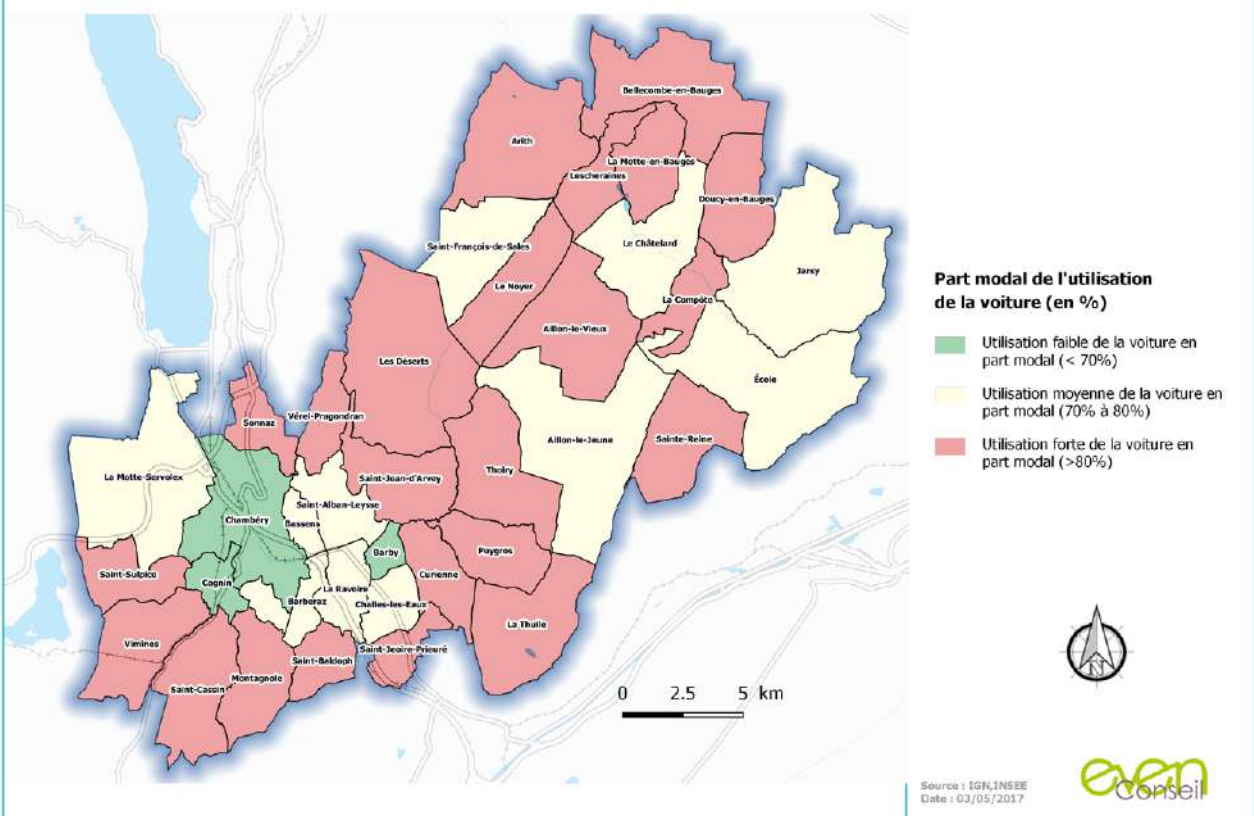 Bellecombe-en-Bauges
Arith
La Motte-en-Bauges
Lescheraines
Doucy-en-Bauges
Saint-François-de-Sales
Le Châtelard
Jarsy
Le Noyer
La Compôte
Aillon-le-Vieux
Les Déserts
École
Vérel-Pragondran
Sonnaz
Aillon-le-Jeune
Sainte-Reine
La Motte-Servolex
Saint-Jean-d'Arvey
Thoiry
Saint-Alban-Leysse
Chambéry
Bassens
Barby
Puygros
Saint-Sulpice
Cognin
Curienne
La Ravoire
Barberaz
Challes-les-Eaux
La Thuile
Vimines
Saint-Jeoire-Prieuré
Saint-Baldoph
Montagnole
Saint-Cassin
0 2.5 5 km
Part modal de l'utilisation
de la voiture (en %)
Utilisation faible de la voiture en
part modal (< 70%)
Utilisation moyenne de la voiture en
part modal (70% à 80%)
Utilisation forte de la voiture en
part modal (>80%)
N
Source : IGN,INSEE
Date : 03/05/2017
even
Conseil